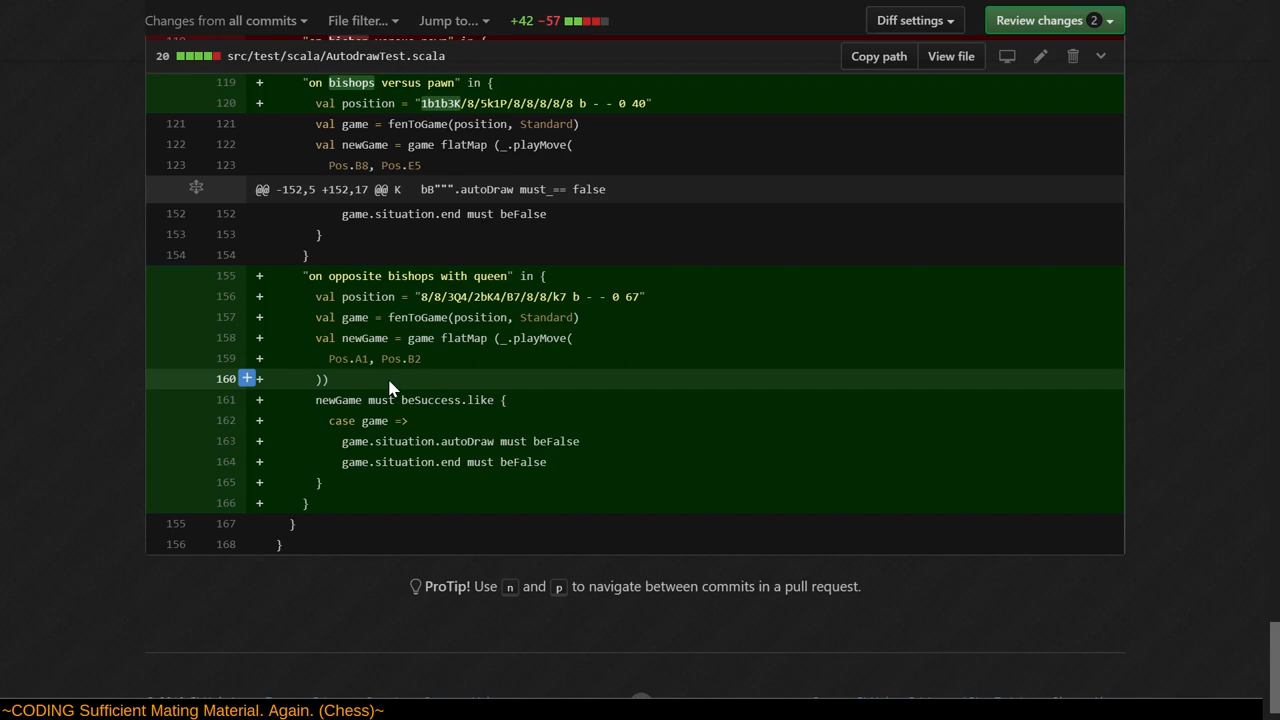 Changes from all commits File filter... Jump to... +42 −57 Diff settings Review changes 2
20 src/test/scala/AutodrawTest.scala Copy path View file
119 + "on bishops versus pawn" in {
120 + val position = "1b1b3K/8/5k1P/8/8/8/8/8 b - - 0 40"
121 121 val game = fenToGame(position, Standard)
122 122 val newGame = game flatMap (_.playMove(
123 123 Pos.B8, Pos.E5
@@ -152,5 +152,17 @@ K bB""".autoDraw must_== false
152 152 game.situation.end must beFalse
153 153 }
154 154 }
155 + "on opposite bishops with queen" in {
156 + val position = "8/8/3Q4/2bK4/B7/8/8/k7 b - - 0 67"
157 + val game = fenToGame(position, Standard)
158 + val newGame = game flatMap (_.playMove(
159 + Pos.A1, Pos.B2
160 + + ))
161 + newGame must beSuccess.like {
162 + case game =>
163 + game.situation.autoDraw must beFalse
164 + game.situation.end must beFalse
165 + }
166 + }
155 167 }
156 168 }
ProTip! Use n and p to navigate between commits in a pull request.
~CODING Sufficient Mating Material. Again. (Chess)~